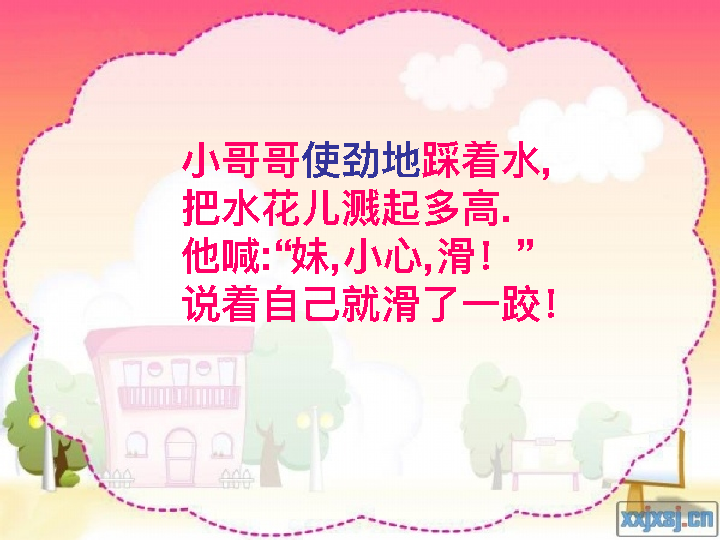 小哥哥使劲地踩着水,
把水花儿溅起多高.
他喊:“妹,小心,滑！”
说着自己就滑了一跤！
xxjxsj.cn